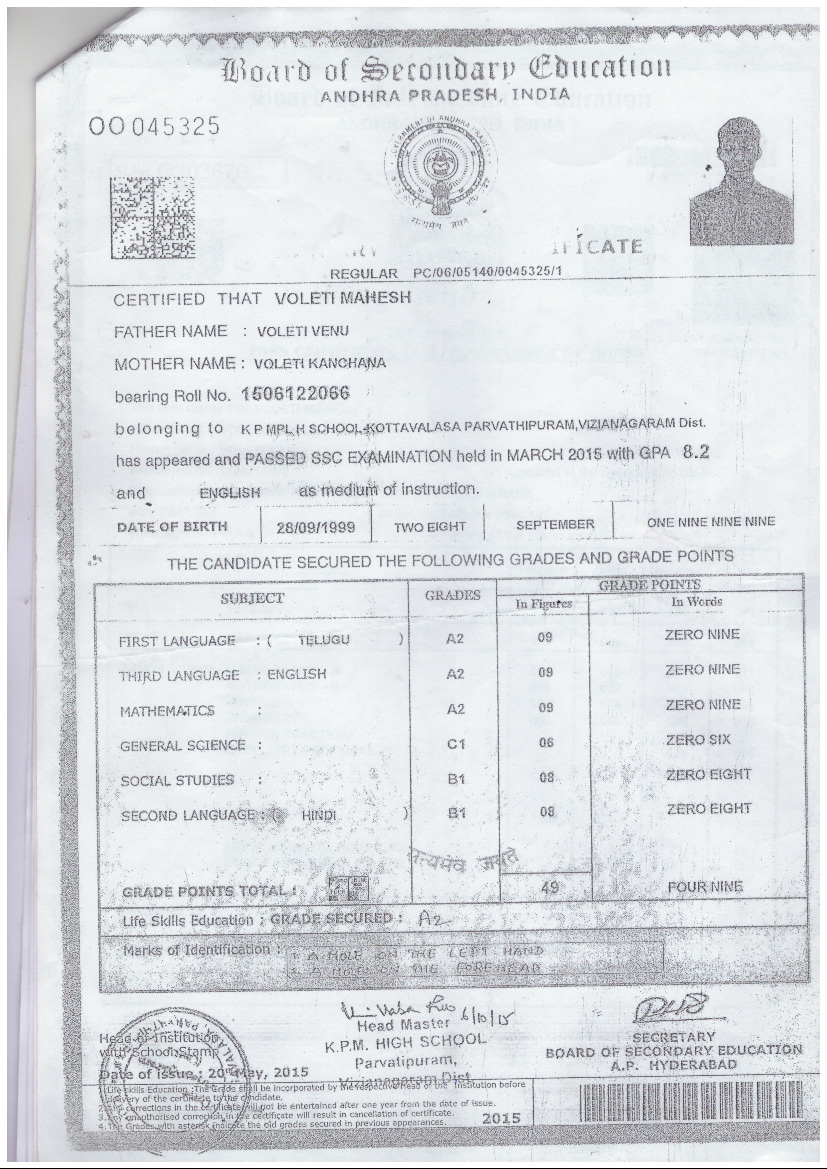 Board of Secondary Education
ANDHRA PRADESH, INDIA
OO 045325
GOVERNMENT OF ANDHRA PRADESH
सत्यमेव जयते
REGULAR PC/06/05140/0045325/1
CERTIFIED THAT VOLETI MAHESH
FATHER NAME : VOLETI VENU
MOTHER NAME : VOLETI KANCHANA
bearing Roll No. 1506122066
belonging to K P MPL H SCHOOL-KOTTAVALASA PARVATHIPURAM,VIZIANAGARAM Dist.
has appeared and PASSED SSC EXAMINATION held in MARCH 2015 with GPA 8.2
and ENGLISH as medium of instruction.
DATE OF BIRTH 28/09/1999 TWO EIGHT SEPTEMBER ONE NINE NINE NINE
THE CANDIDATE SECURED THE FOLLOWING GRADES AND GRADE POINTS
SUBJECT GRADES GRADE POINTS
In Figures In Words
FIRST LANGUAGE : ( TELUGU ) A2 09 ZERO NINE
THIRD LANGUAGE : ENGLISH A2 09 ZERO NINE
MATHEMATICS : A2 09 ZERO NINE
GENERAL SCIENCE : C1 06 ZERO SIX
SOCIAL STUDIES : B1 08 ZERO EIGHT
SECOND LANGUAGE : ( HINDI ) B1 08 ZERO EIGHT
सत्यमेव जयते
GRADE POINTS TOTAL : 49 FOUR NINE
Life Skills Education : GRADE SECURED : A2
Marks of Identification : 1. A MOLE ON THE LEFT HAND
2. A MOLE ON THE FOREHEAD
6/10/15
Head of Institution
with School Stamp
Head Master
K.P.M. HIGH SCHOOL
Parvatipuram,
Vizianagaram Dist
SECRETARY
BOARD OF SECONDARY EDUCATION
A.P. HYDERABAD
Date of issue : 20 May, 2015
1. Life skills Education :The Grade shall be incorporated by the Head of the Institution before
delivery of the certificate to the candidate.
2. Any corrections in the certificate will not be entertained after one year from the date of issue.
3. Any unauthorised correction in the certificate will result in cancellation of certificate.
4. The Grades with asterisk indicate the old grades secured in previous appearances.
2015